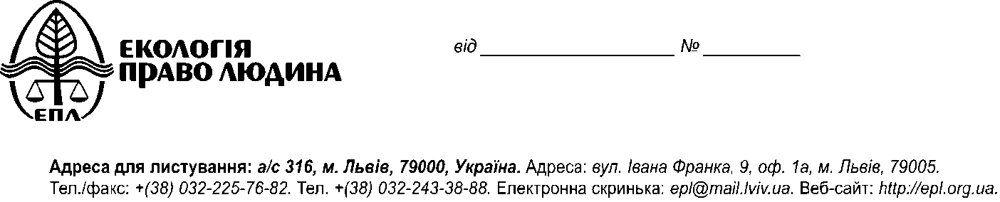 ЕКОЛОГІЯ
ПРАВО ЛЮДИНА
ЕПЛ
від ____________________ № __________
Адреса для листування: а/с 316, м. Львів, 79000, Україна. Адреса: вул. Івана Франка, 9, оф. 1а, м. Львів, 79005.
Тел./факс: +(38) 032-225-76-82. Тел. +(38) 032-243-38-88. Електронна скринька: epl@mail.lviv.ua. Веб-сайт: http://epl.org.ua.